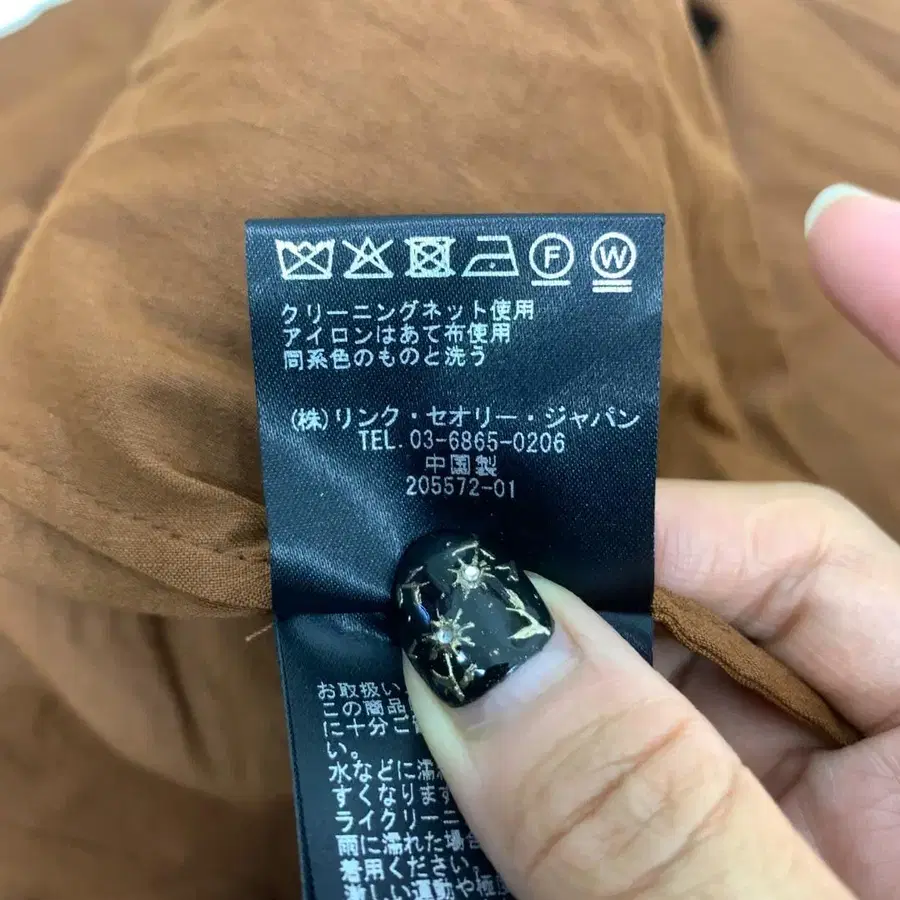 F W
クリーニングネット使用
アイロンはあて布使用
同系色のものと洗う
(株)リンク・セオリー・ジャパン
TEL. 03-6865-0206
中国製
205572-01
お取扱い
この商品
に十分ご
い。
水などに濡れ
すくなります
ライクリーニ
雨に濡れた場合
着用ください。
激しい運動や極度